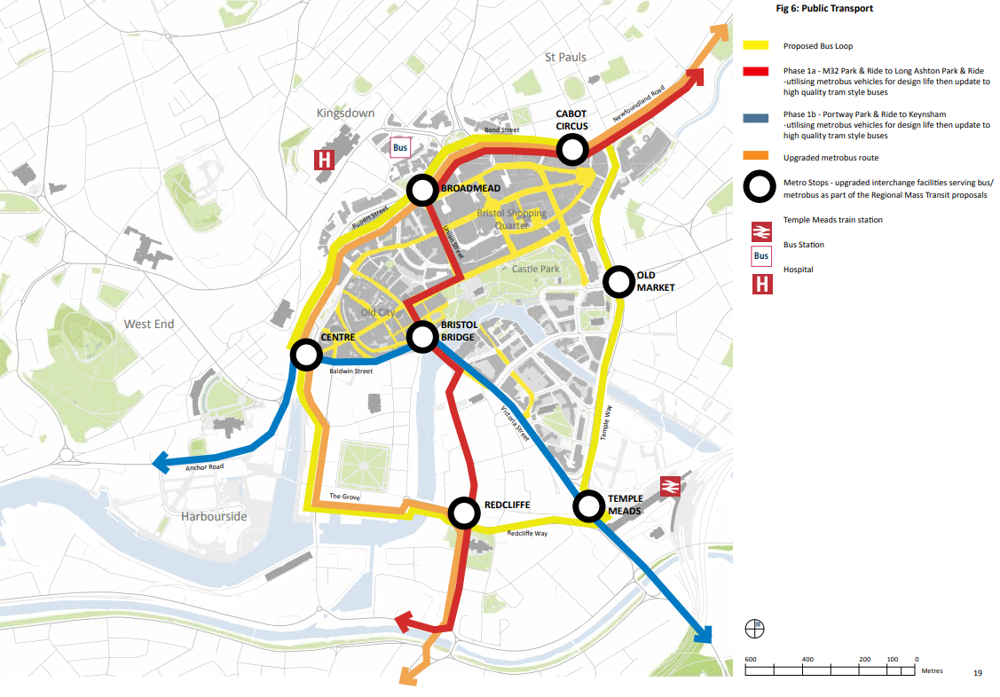 Fig 6: Public Transport
Proposed Bus Loop
Phase 1a - M32 Park & Ride to Long Ashton Park & Ride
-utilising metrobus vehicles for design life then update to
high quality tram style buses
Phase 1b - Portway Park & Ride to Keynsham
-utilising metrobus vehicles for design life then update to
high quality tram style buses
Upgraded metrobus route
Metro Stops - upgraded interchange facilities serving bus/
metrobus as part of the Regional Mass Transit proposals
Temple Meads train station
Bus Station
Bus
Hospital
H
St Pauls
Kingsdown
CABOT
CIRCUS
Newfoundland Road
Bond Street
Bus
H
BROADMEAD
Rupert Street
Union Street
Bristol Shopping
Quarter
Castle Park
OLD
MARKET
West End
Old City
CENTRE
BRISTOL
BRIDGE
Baldwin Street
Victoria Street
Temple Way
Anchor Road
Harbourside
The Grove
REDCLIFFE
Redcliffe Way
TEMPLE
MEADS
N
600
400
200
100
0
Metres
19